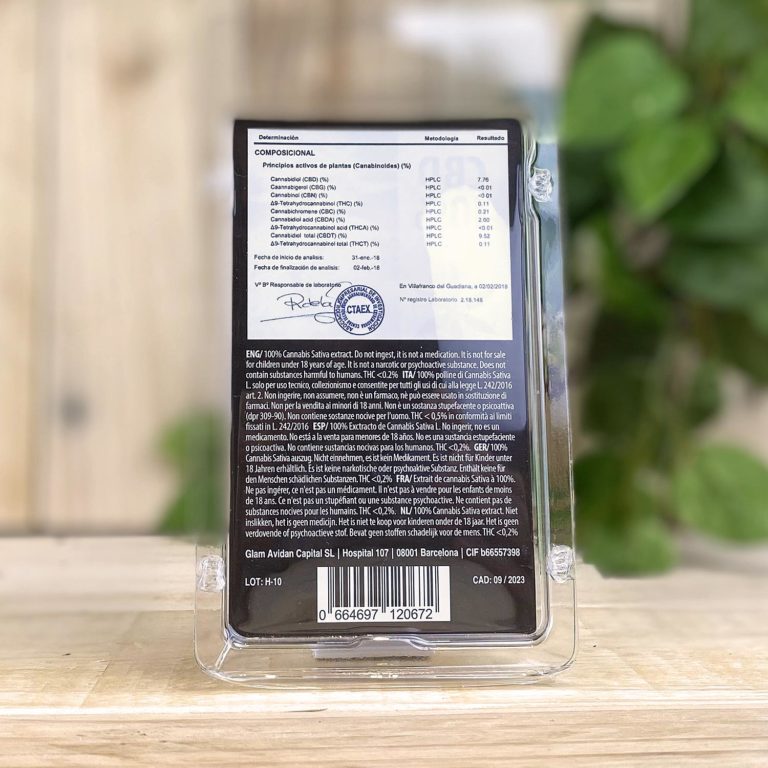 Determinación Metodología Resultado
COMPOSICIONAL
Principios activos de plantas (Canabinoides) (%)
Cannabidiol (CBD) (%) HPLC 7.76
Caannabigerol (CBG) (%) HPLC <0.01
Cannabinol (CBN) (%) HPLC <0.01
Δ9-Tetrahydrocannabinol (THC) (%) HPLC 0.11
Cannabichromene (CBC) (%) HPLC 0.21
Cannabidiol acid (CBDA) (%) HPLC 2.00
Δ9-Tetrahydrocannabinol acid (THCA) (%) HPLC <0.01
Cannabidiol total (CBDT) (%) HPLC 9.52
Δ9-Tetrahydrocannabinol total (THCT) (%) HPLC 0.11
Fecha de inicio de analisis: 31-ene.-18
Fecha de finalización de analisis: 02-feb.-18
Vº Bº Responsable de laboratorio En Villafranco del Guadiana, a 02/02/2018
Nº registro Laboratorio 2.18.148
CTAEX
ENG/ 100% Cannabis Sativa extract. Do not ingest, it is not a medication. It is not for sale
for children under 18 years of age. It is not a narcotic or psychoactive substance. Does not
contain substances harmful to humans. THC <0.2% ITA/ 100% polline di Cannabis Sativa
L. solo per uso tecnico, collezionismo e consentite per tutti gli usi di cui alla legge L. 242/2016
art. 2. Non ingerire, non assumere, non è un farmaco, nè può essere usato in sostituzione di
farmaci. Non per la vendita ai minori di 18 anni. Non è un sostanza stupefacente o psicoattiva
(dpr 309-90). Non contiene sostanze nocive per l'uomo. THC < 0,5% in conformità ai limiti
fissati in L. 242/2016 ESP/ 100% Exctracto de Cannabis Sativa L. No ingerir, no es un
medicamento. No está a la venta para menores de 18 años. No es una sustancia estupefaciente
o psicoactiva. No contiene sustancias nocivas para los humanos. THC <0,2%. GER/ 100%
Cannabis Sativa auszug. Nicht einnehmen, es ist kein Medikament. Es ist nicht für Kinder unter
18 Jahren erhältlich. Es ist keine narkotische oder psychoaktive Substanz. Enthält keine für
den Menschen schädlichen Substanzen. THC <0,2% FRA/ Extrait de cannabis Sativa à 100%.
Ne pas ingérer, ce n'est pas un médicament. Il n'est pas à vendre pour les enfants de moins
de 18 ans. Ce n'est pas un stupéfiant ou une substance psychoactive. Ne contient pas de
substances nocives pour les humains. THC <0,2%. NL/ 100% Cannabis Sativa extract. Niet
inslikken, het is geen medicijn. Het is niet te koop voor kinderen onder de 18 jaar. Het is geen
verdovende of psychoactieve stof. Bevat geen stoffen schadelijk voor de mens. THC <0,2%
Glam Avidan Capital SL | Hospital 107 | 08001 Barcelona | CIF b66557398
LOT: H-10 CAD: 09 / 2023
0 664697 120672